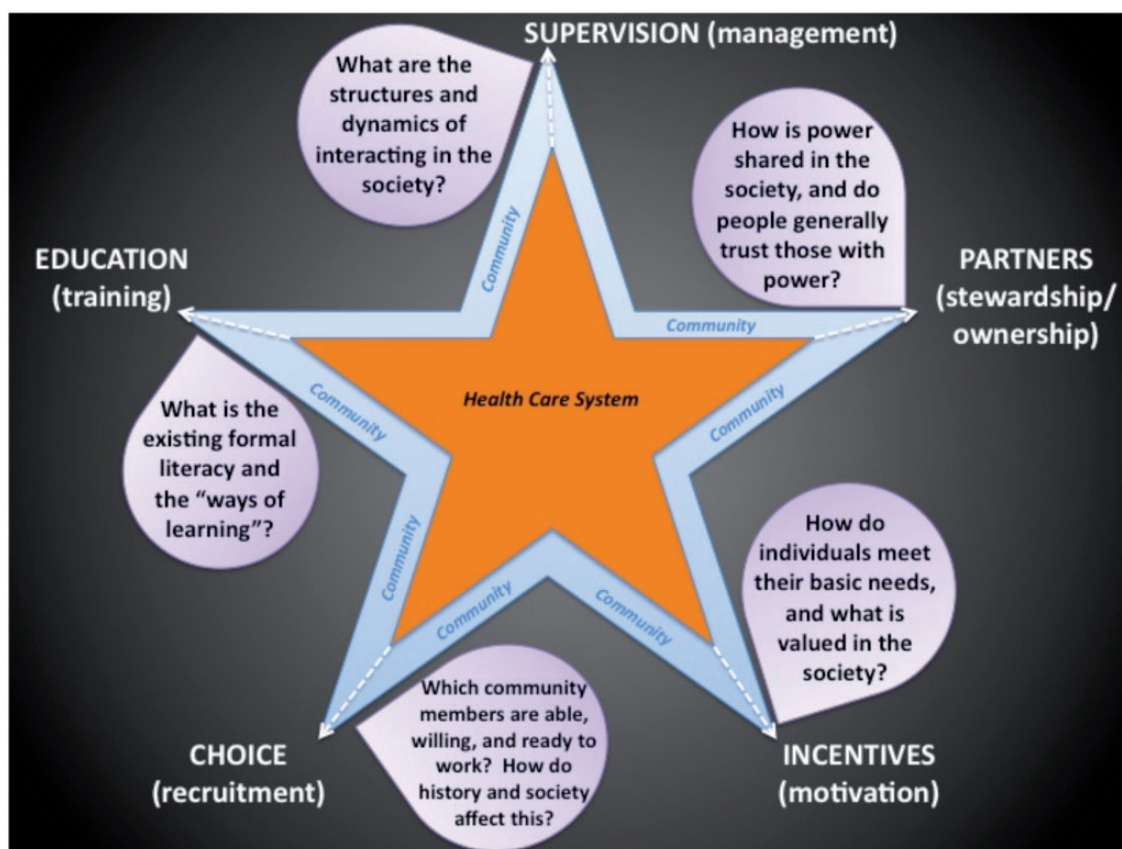 SUPERVISION (management)
What are the
structures and
dynamics of
interacting in the
society?
How is power
shared in the
society, and do
people generally
trust those with
power?
EDUCATION
(training)
PARTNERS
(stewardship/
ownership)
Community
Community
Health Care System
Community
Community
What is the
existing formal
literacy and
the “ways of
learning”?
How do
individuals meet
their basic needs,
and what is
valued in the
society?
Community
Community
Community
Which community
members are able,
willing, and ready to
work? How do
history and society
affect this?
CHOICE
(recruitment)
INCENTIVES
(motivation)